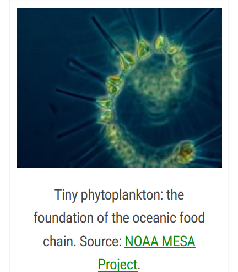 Tiny phytoplankton: the
foundation of the oceanic food
chain. Source: NOAA MESA
Project.